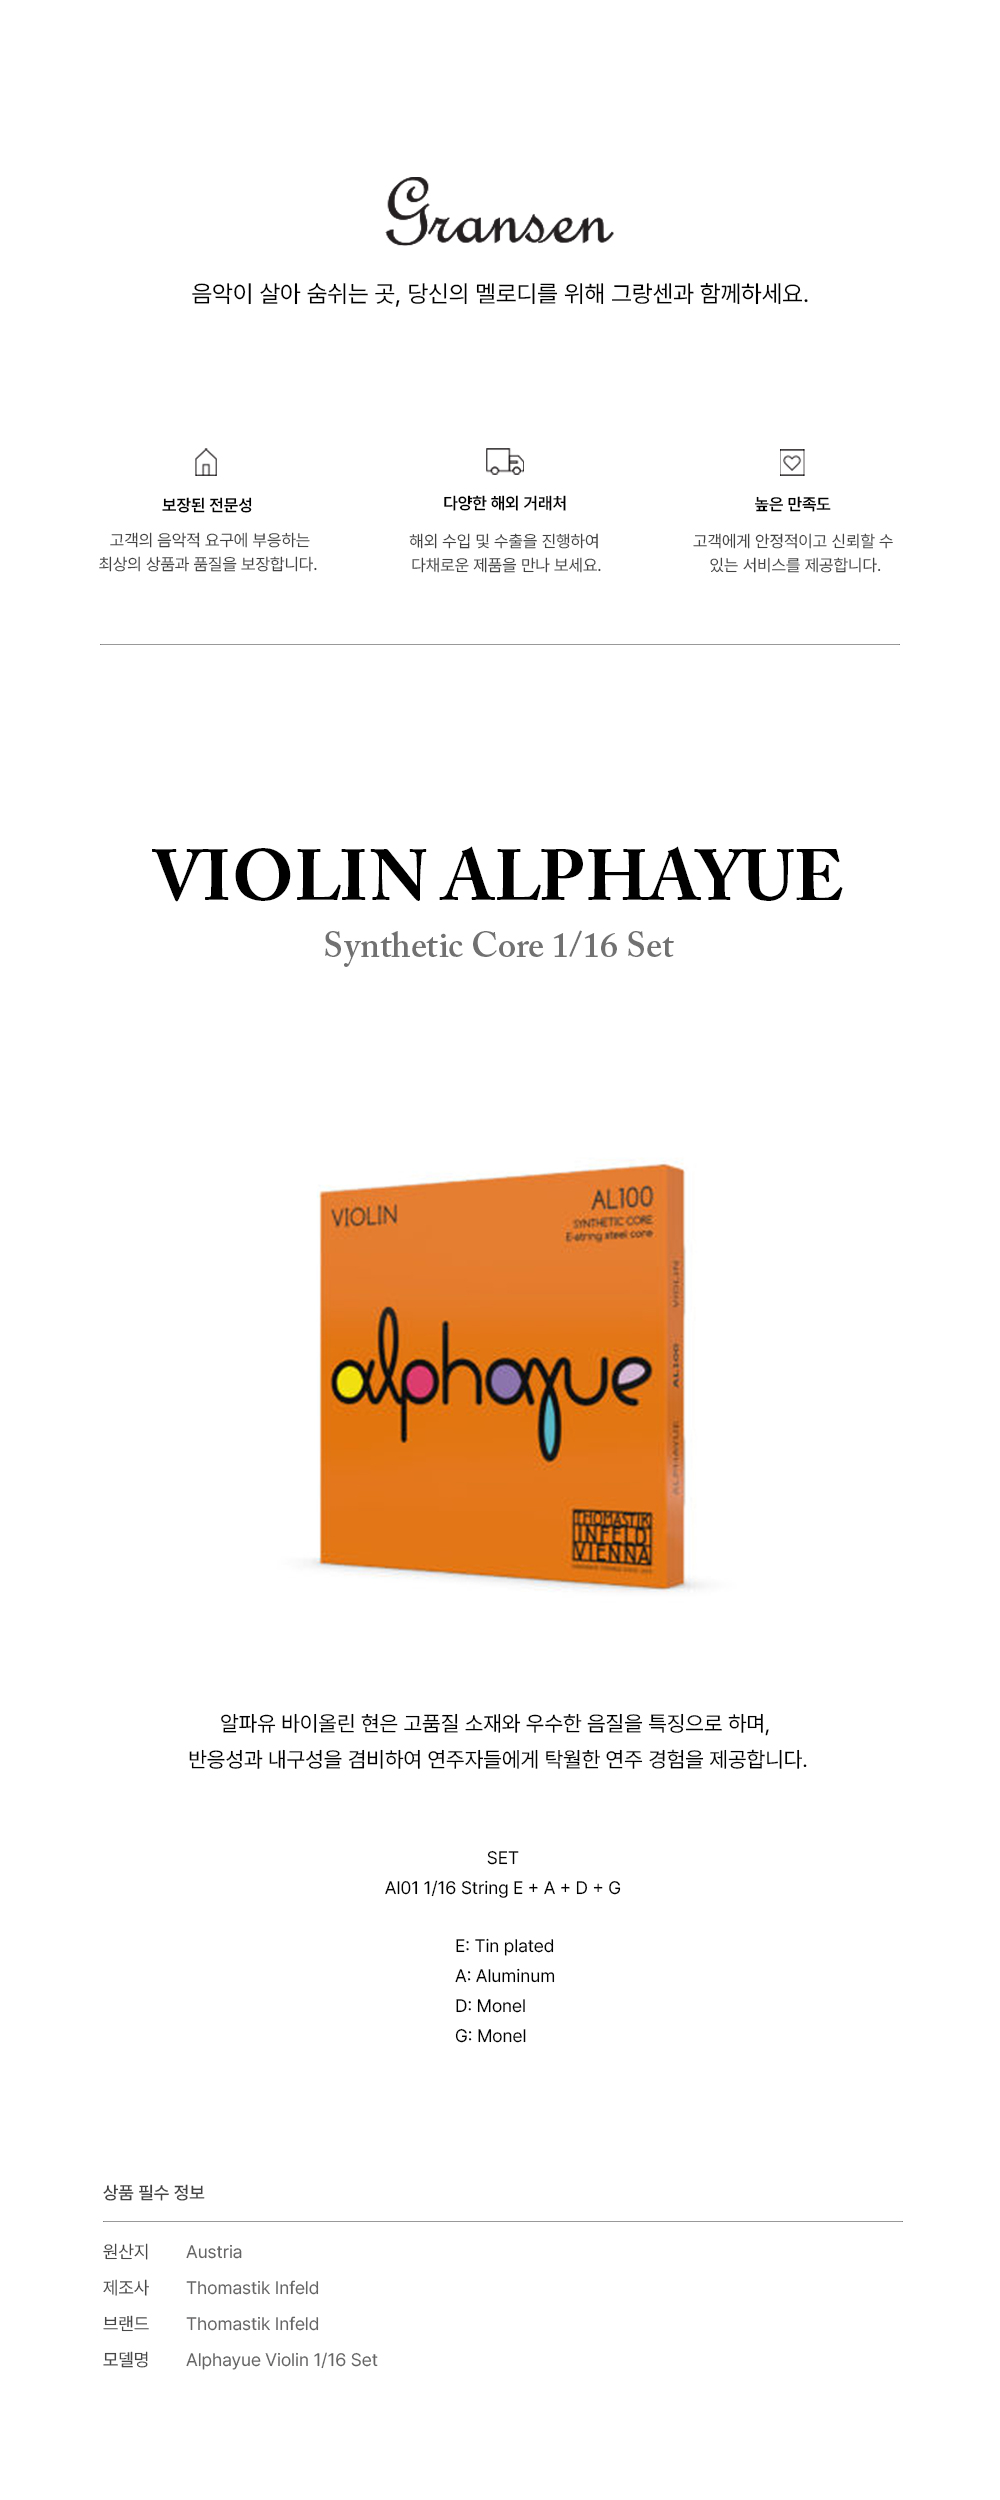 Gransen
음악이 살아 숨쉬는 곳, 당신의 멜로디를 위해 그랑센과 함께하세요.
보장된 전문성
고객의 음악적 요구에 부응하는
최상의 상품과 품질을 보장합니다.
다양한 해외 거래처
해외 수입 및 수출을 진행하여
다채로운 제품을 만나 보세요.
높은 만족도
고객에게 안정적이고 신뢰할 수
있는 서비스를 제공합니다.
VIOLIN ALPHAYUE
Synthetic Core 1/16 Set
VIOLIN
AL100
SYNTHETIC CORE
E-string steel core
alphayue
THOMASTIK
INFELD
VIENNA
VIOLIN
AL100
ALPHAYUE
알파유 바이올린 현은 고품질 소재와 우수한 음질을 특징으로 하며,
반응성과 내구성을 겸비하여 연주자들에게 탁월한 연주 경험을 제공합니다.
SET
Al01 1/16 String E + A + D + G
E: Tin plated
A: Aluminum
D: Monel
G: Monel
상품 필수 정보
원산지 Austria
제조사 Thomastik Infeld
브랜드 Thomastik Infeld
모델명 Alphayue Violin 1/16 Set